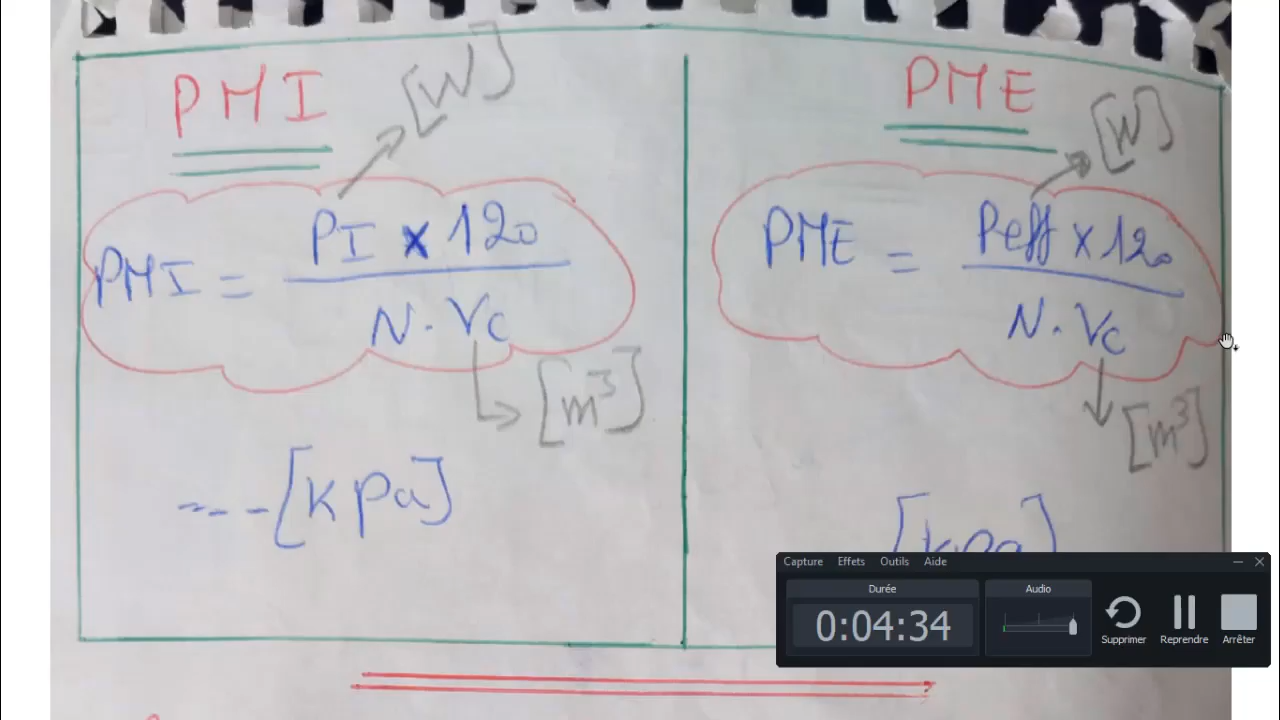 PMI
[W]
PMI = PI x 120
N. Vc
[m³]
---[kpa]
PME
[W]
PME = Peff x 120
N. Vc
[m³]
[kpa]
Capture Effets Outils Aide
Durée
0:04:34
Audio
Supprimer
Reprendre
Arrêter